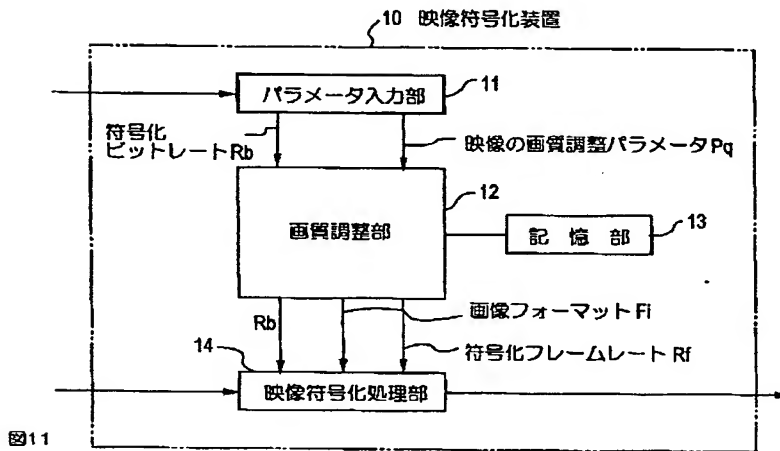 10 映像符号化装置
パラメータ入力部
11
符号化
ビットレートRb
映像の画質調整パラメータPq
12
画質調整部
記憶部
13
Rb
画像フォーマットFi
14
符号化フレームレートRf
映像符号化処理部
図11